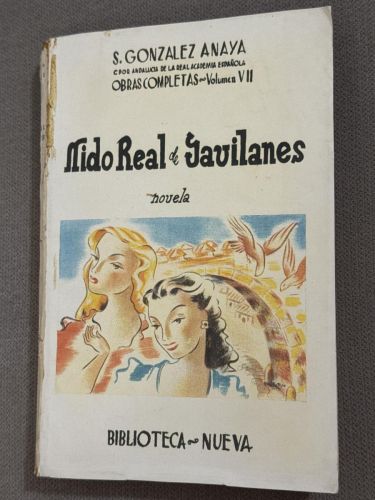 S. GONZALEZ ANAYA
C POR ANDALUCIA DE LA REAL ACADEMIA ESPAÑOLA
OBRAS COMPLETAS ~ Volumen VII
Nido Real de Gavilanes
novela
BIBLIOTECA ~ NUEVA